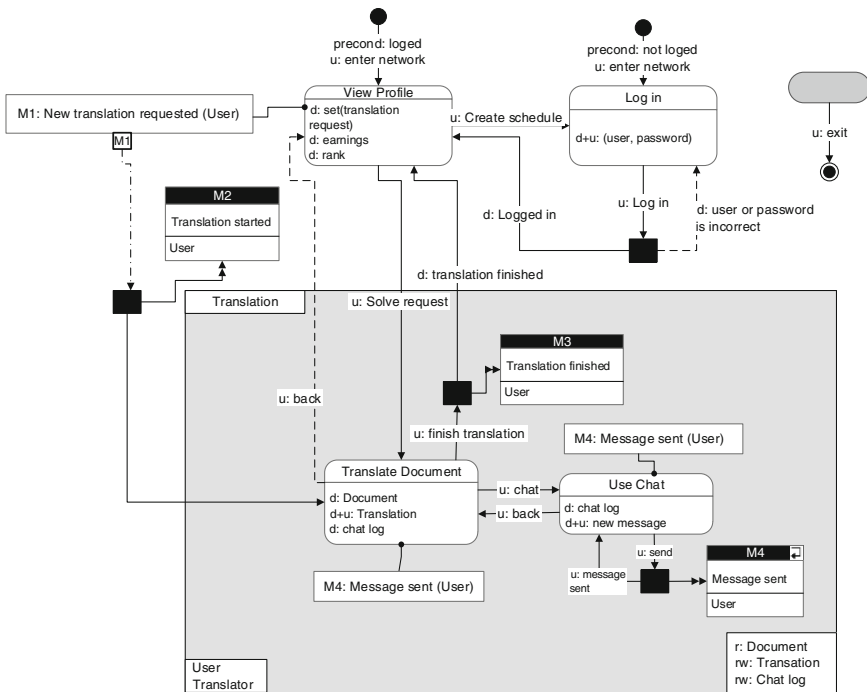 precond: loged
u: enter network
precond: not loged
u: enter network
View Profile
d: set(translation
request)
d: earnings
d: rank
Log in
d+u: (user, password)
u: exit
M1: New translation requested (User)
M1
u: Create schedule
u: Log in
d: Logged in
d: user or password
is incorrect
M2
Translation started
User
d: translation finished
u: Solve request
Translation
M3
Translation finished
User
u: back
u: finish translation
M4: Message sent (User)
Translate Document
d: Document
d+u: Translation
d: chat log
u: chat
u: back
Use Chat
d: chat log
d+u: new message
u: send
u: message
sent
M4
Message sent
User
M4: Message sent (User)
User
Translator
r: Document
rw: Transation
rw: Chat log